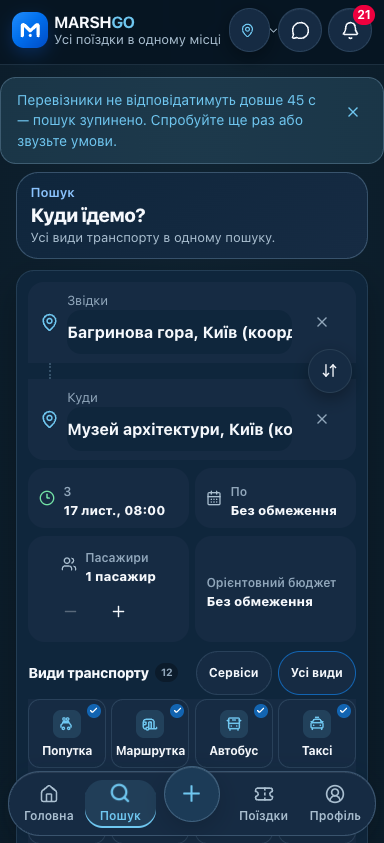 MARSHGO
Усі поїздки в одному місці
21
Перевізники не відповідатимуть довше 45 с
— пошук зупинено. Спробуйте ще раз або
звузьте умови.
Пошук
Куди їдемо?
Усі види транспорту в одному пошуку.
Звідки
Багринова гора, Київ (коорд
Куди
Музей архітектури, Київ (ко
З
17 лист., 08:00
По
Без обмеження
Пасажири
1 пасажир
Орієнтовний бюджет
Без обмеження
Види транспорту 12
Сервіси
Усі види
Попутка
Маршрутка
Автобус
Таксі
Головна
Пошук
Поїздки
Профіль